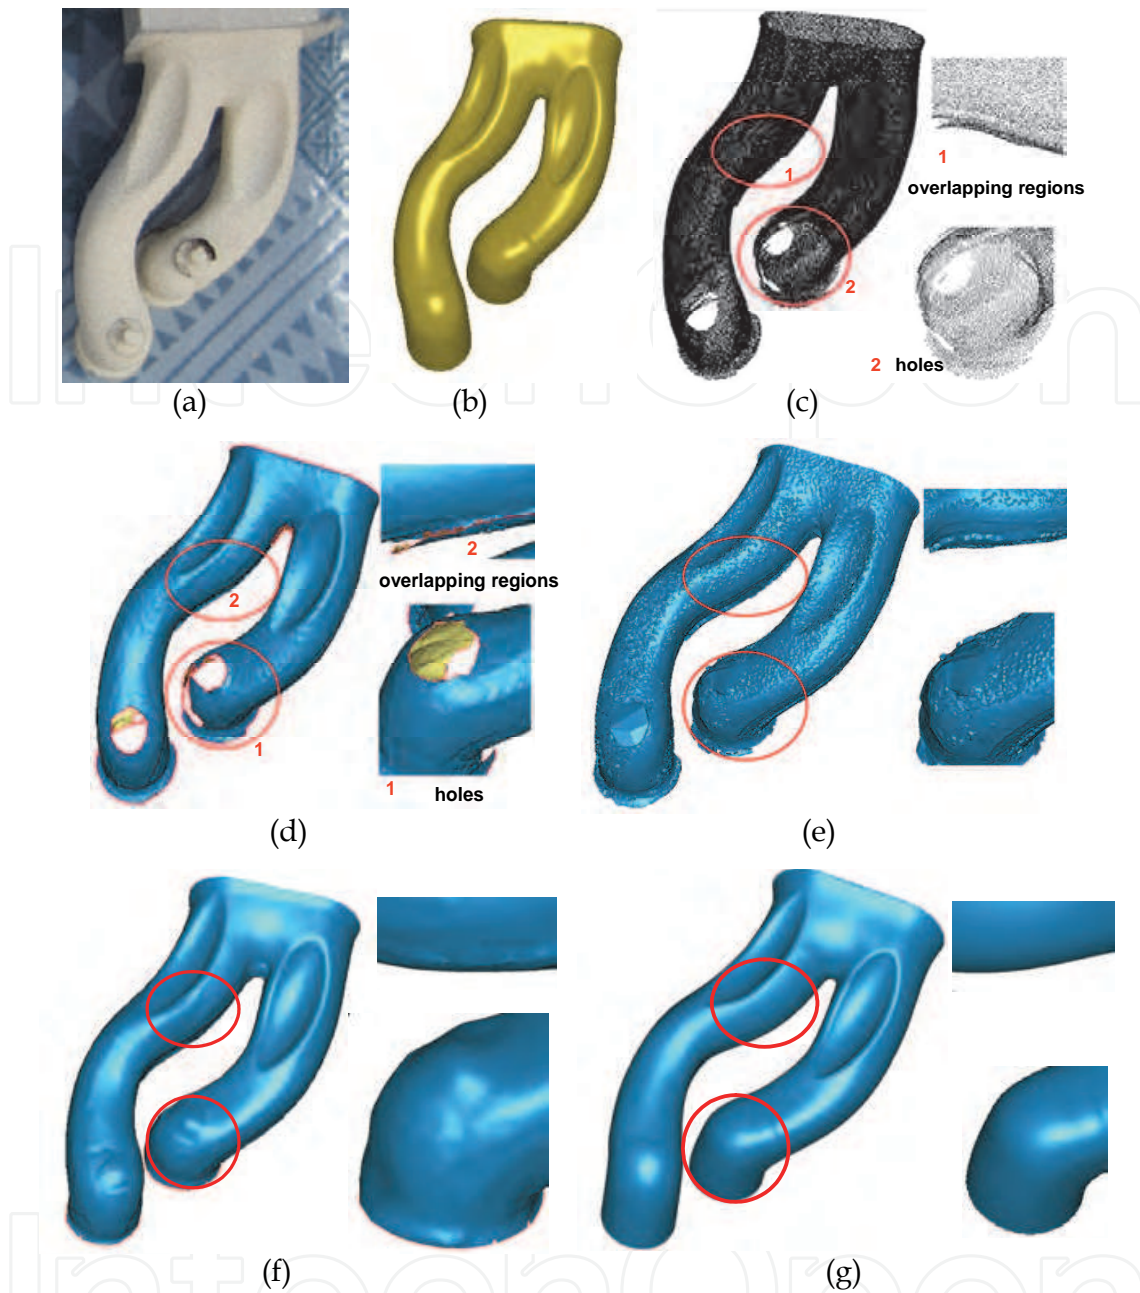 1
1
overlapping regions
2
2 holes
(a)
(b)
(c)
2
overlapping regions
2
1
1 holes
(d)
(e)
(f)
(g)